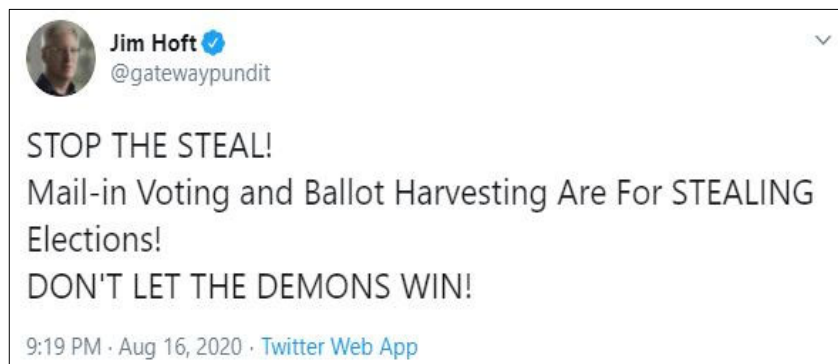 Jim Hoft
@gatewaypundit
STOP THE STEAL!
Mail-in Voting and Ballot Harvesting Are For STEALING
Elections!
DON'T LET THE DEMONS WIN!
9:19 PM · Aug 16, 2020 · Twitter Web App